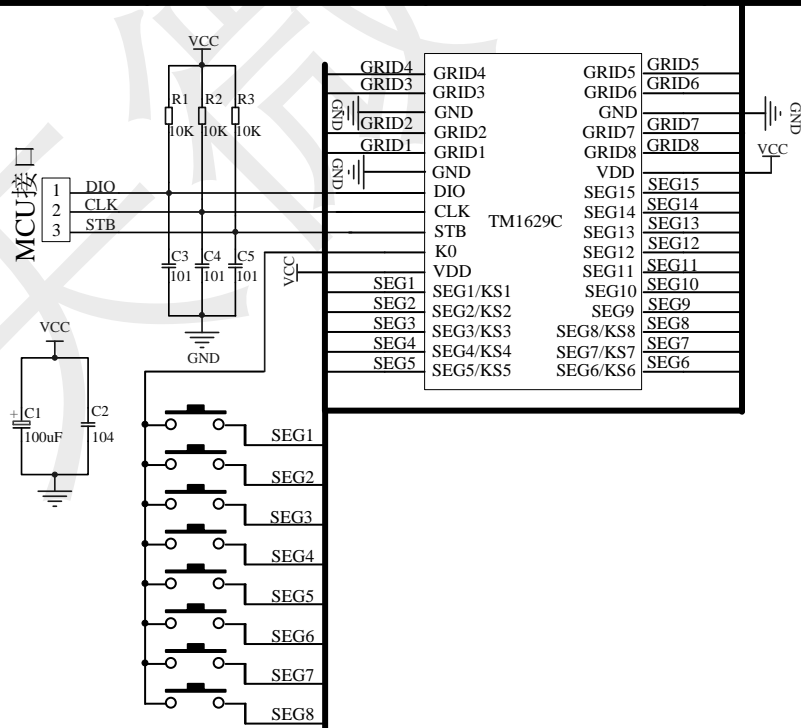 VCC
R1 R2 R3
10K 10K 10K
MCU接口
1 DIO
2 CLK
3 STB
C3 C4 C5
101 101 101
GND
VCC
+ C1
100uF
C2
104
GRID4 GRID4
GRID3 GRID3
GND GND
GRID2 GRID2
GRID1 GRID1
GND GND
DIO
CLK
STB
K0
VCC VDD
SEG1 SEG1/KS1
SEG2 SEG2/KS2
SEG3 SEG3/KS3
SEG4 SEG4/KS4
SEG5 SEG5/KS5
TM1629C
GRID5 GRID5
GRID6 GRID6
GND GND
GRID7 GRID7
GRID8 GRID8
VDD VCC
SEG15 SEG15
SEG14 SEG14
SEG13 SEG13
SEG12 SEG12
SEG11 SEG11
SEG10 SEG10
SEG9 SEG9
SEG8/KS8 SEG8
SEG7/KS7 SEG7
SEG6/KS6 SEG6
SEG1
SEG2
SEG3
SEG4
SEG5
SEG6
SEG7
SEG8